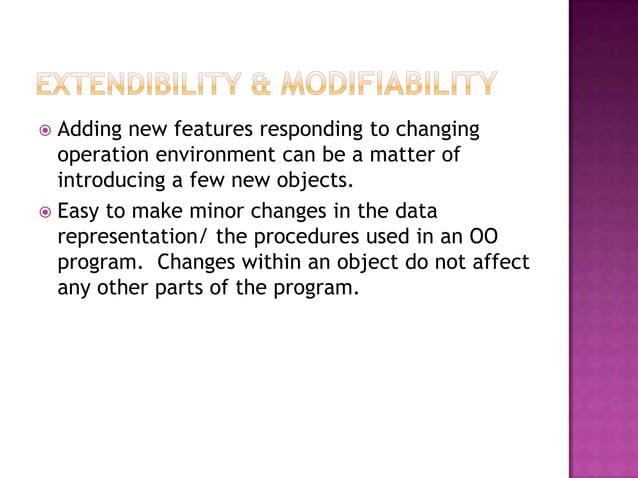 EXTENDIBILITY & MODIFIABILITY
Adding new features responding to changing
operation environment can be a matter of
introducing a few new objects.
Easy to make minor changes in the data
representation/ the procedures used in an OO
program.  Changes within an object do not affect
any other parts of the program.